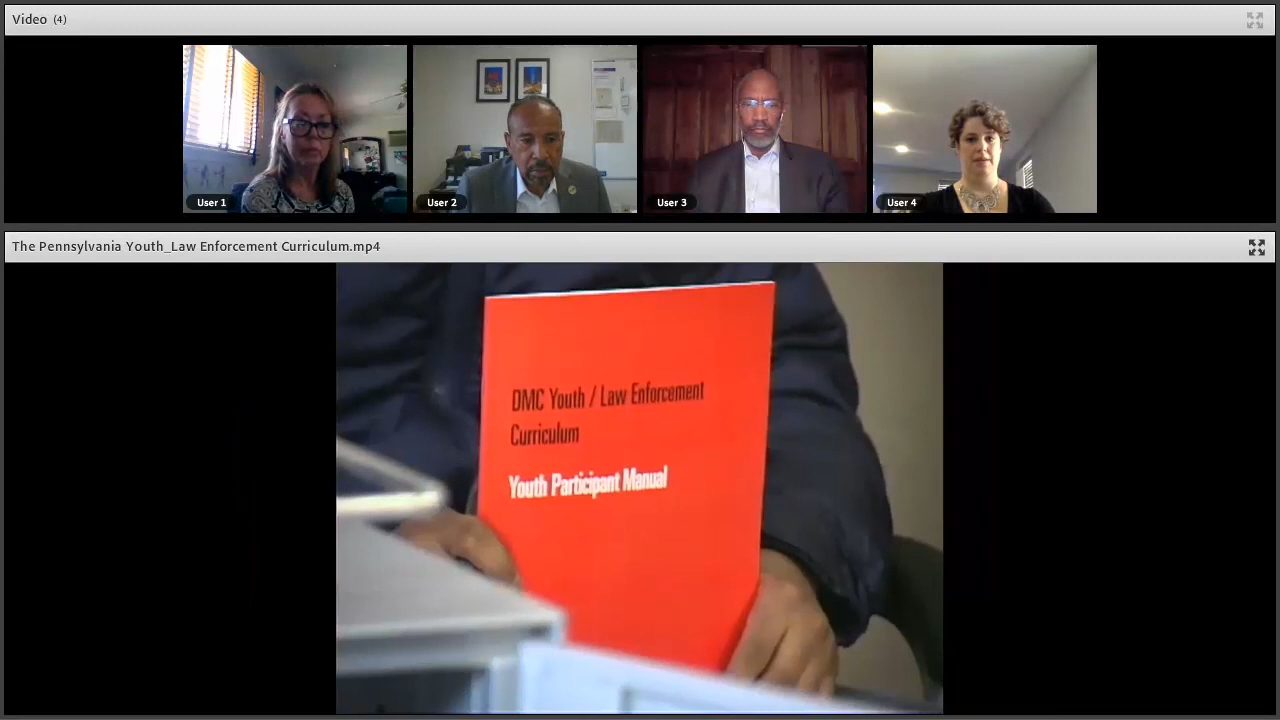 Video (4)
User 1
User 2
User 3
User 4
The Pennsylvania Youth_Law Enforcement Curriculum.mp4
DMC Youth / Law Enforcement
Curriculum
Youth Participant Manual